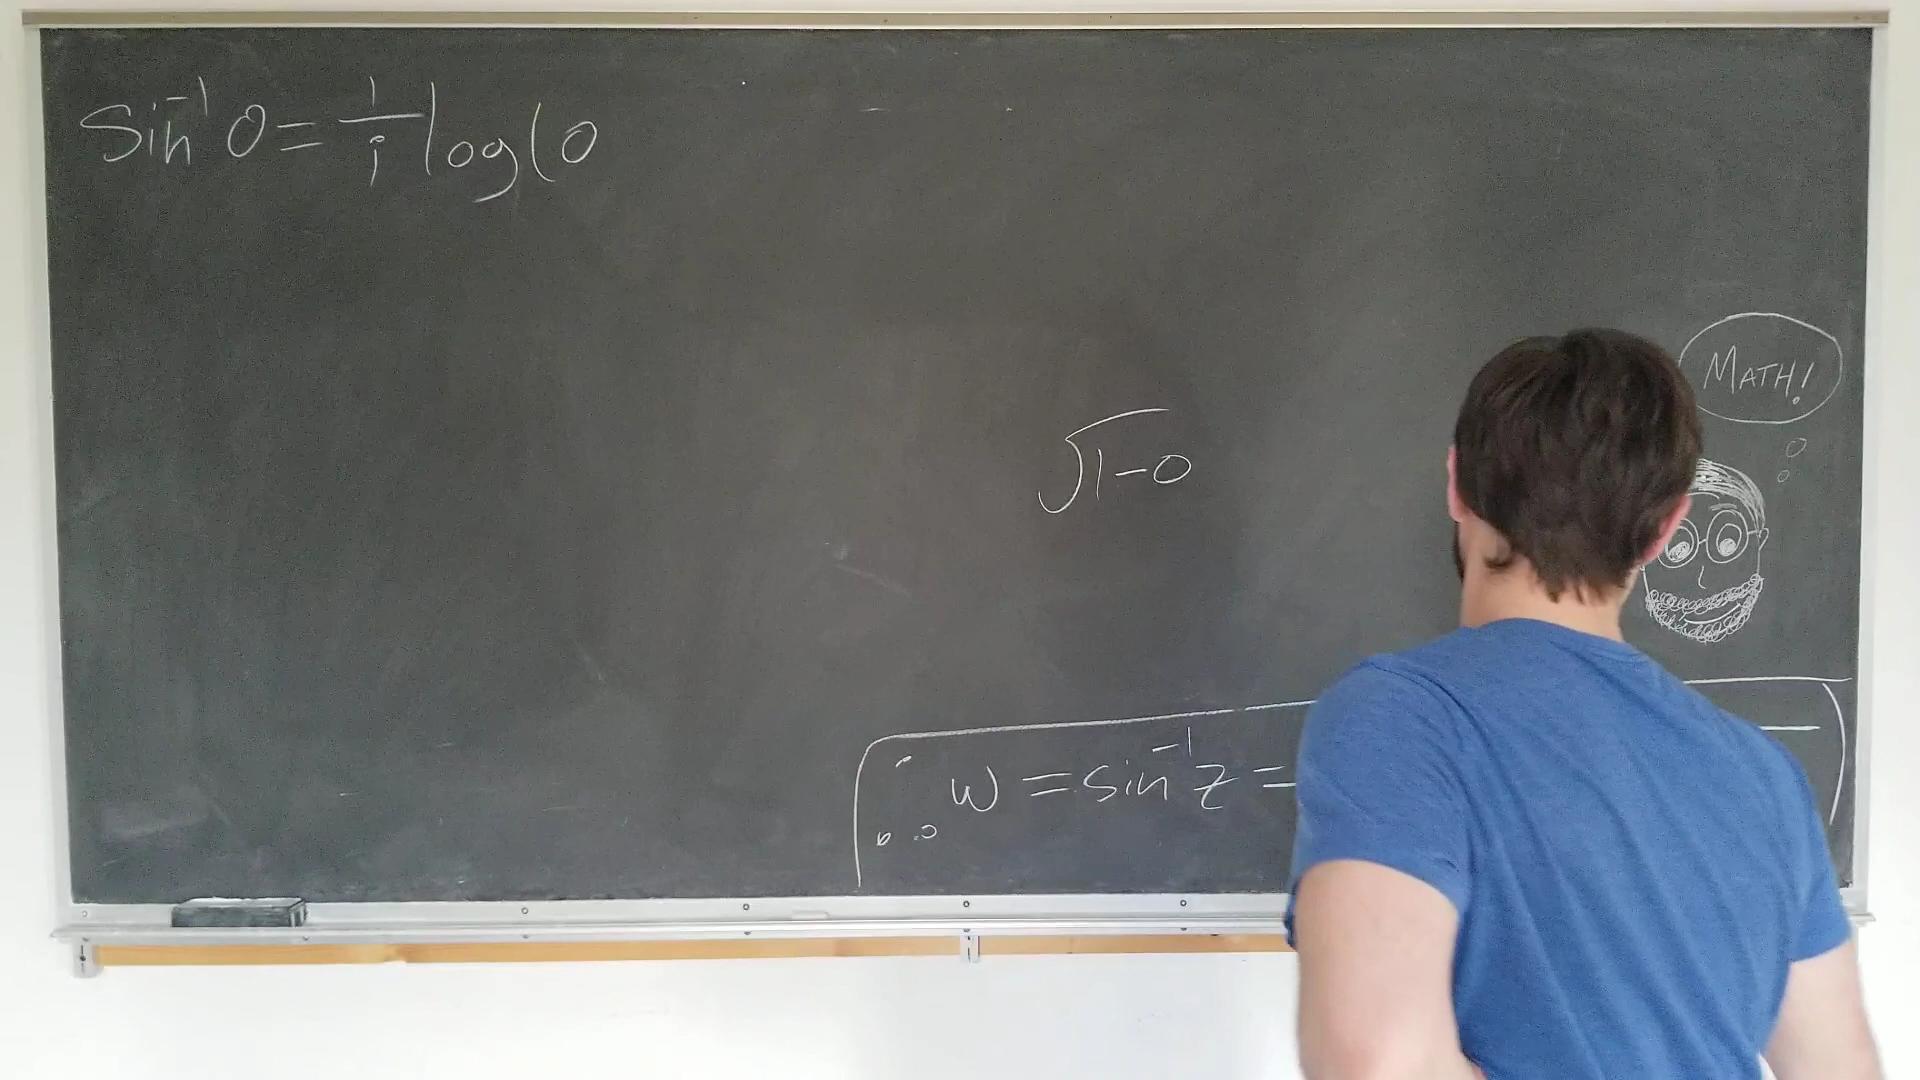 sin⁻¹ 0 = 1/i log(0
MATH!
√1-0
w = sin⁻¹ z =